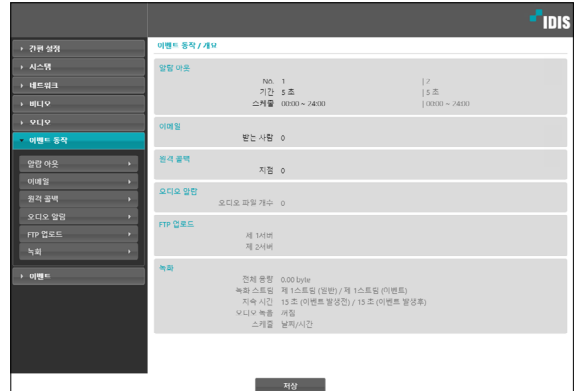 IDIS
간편 설정
시스템
네트워크
비디오
오디오
이벤트 동작
알람 아웃
이메일
원격 콜백
오디오 알람
FTP 업로드
녹화
이벤트
이벤트 동작 / 개요
알람 아웃
No. 1 | 2
기간 5 초 | 5 초
스케줄 00:00 ~ 24:00 | 00:00 ~ 24:00
이메일
받는 사람 0
원격 콜백
지점 0
오디오 알람
오디오 파일 개수 0
FTP 업로드
제 1서버
제 2서버
녹화
전체 용량 0.00 byte
녹화 스트림 제 1스트림 (일반) / 제 1스트림 (이벤트)
지속 시간 15 초 (이벤트 발생전) / 15 초 (이벤트 발생후)
오디오 녹음 꺼짐
스케줄 날짜/시간
저장